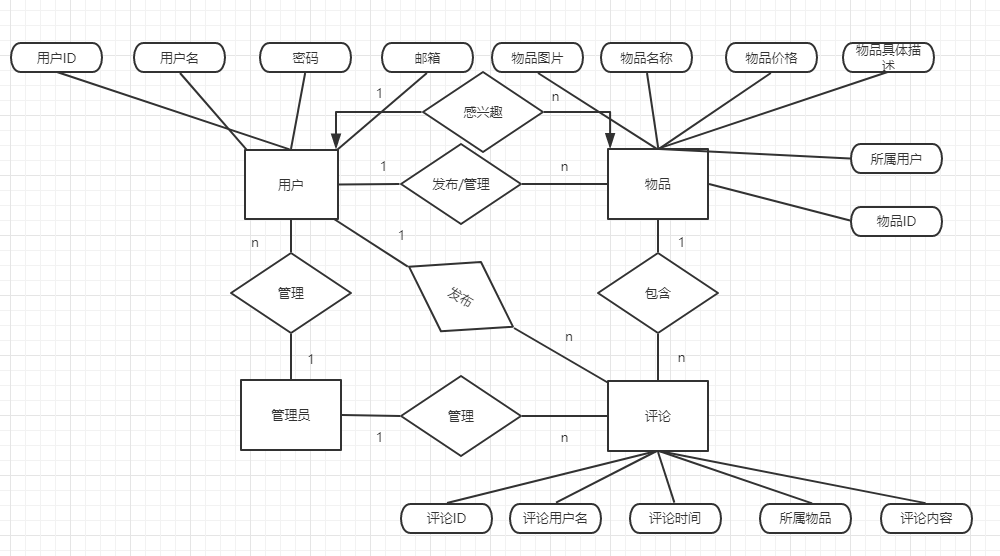 用户ID
用户名
密码
邮箱
物品图片
物品名称
物品价格
物品具体描
述
1
感兴趣
n
所属用户
用户
1
发布/管理
n
物品
物品ID
n
1
1
管理
发布
包含
n
1
n
管理员
管理
评论
1
n
评论ID
评论用户名
评论时间
所属物品
评论内容